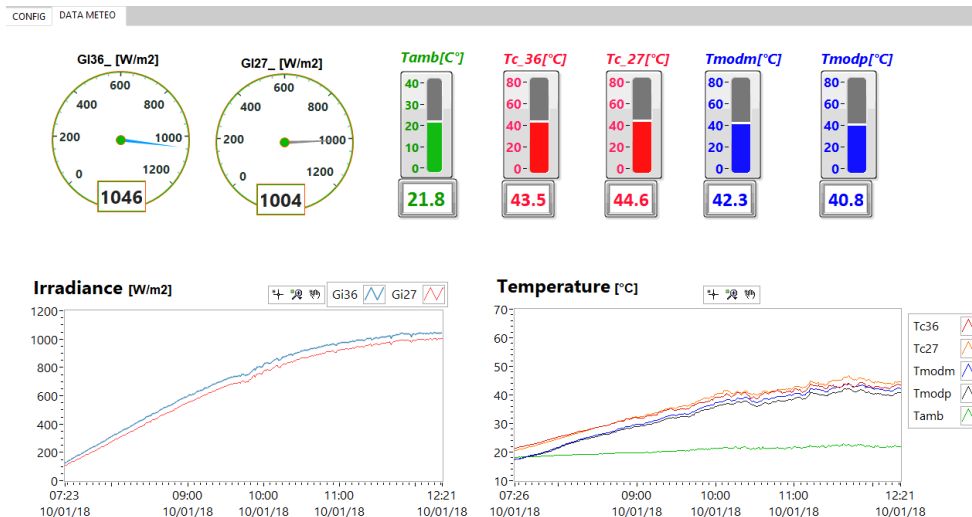 CONFIG DATA METEO
GI36_ [W/m2]
0 200 400 600 800 1000 1200
1046
GI27_ [W/m2]
0 200 400 600 800 1000 1200
1004
Tamb[C°]
40
30
20
10
0
21.8
Tc_36[°C]
80
60
40
20
0
43.5
Tc_27[°C]
80
60
40
20
0
44.6
Tmodm[°C]
80
60
40
20
0
42.3
Tmodp[°C]
80
60
40
20
0
40.8
Irradiance [W/m2]
Gi36 Gi27
1200
1000
800
600
400
200
0
07:23 09:00 10:00 11:00 12:21
10/01/18 10/01/18 10/01/18 10/01/18 10/01/18
Temperature [°C]
70
60
50
40
30
20
10
07:26 09:00 10:00 11:00 12:21
10/01/18 10/01/18 10/01/18 10/01/18 10/01/18
Tc36
Tc27
Tmodm
Tmodp
Tamb